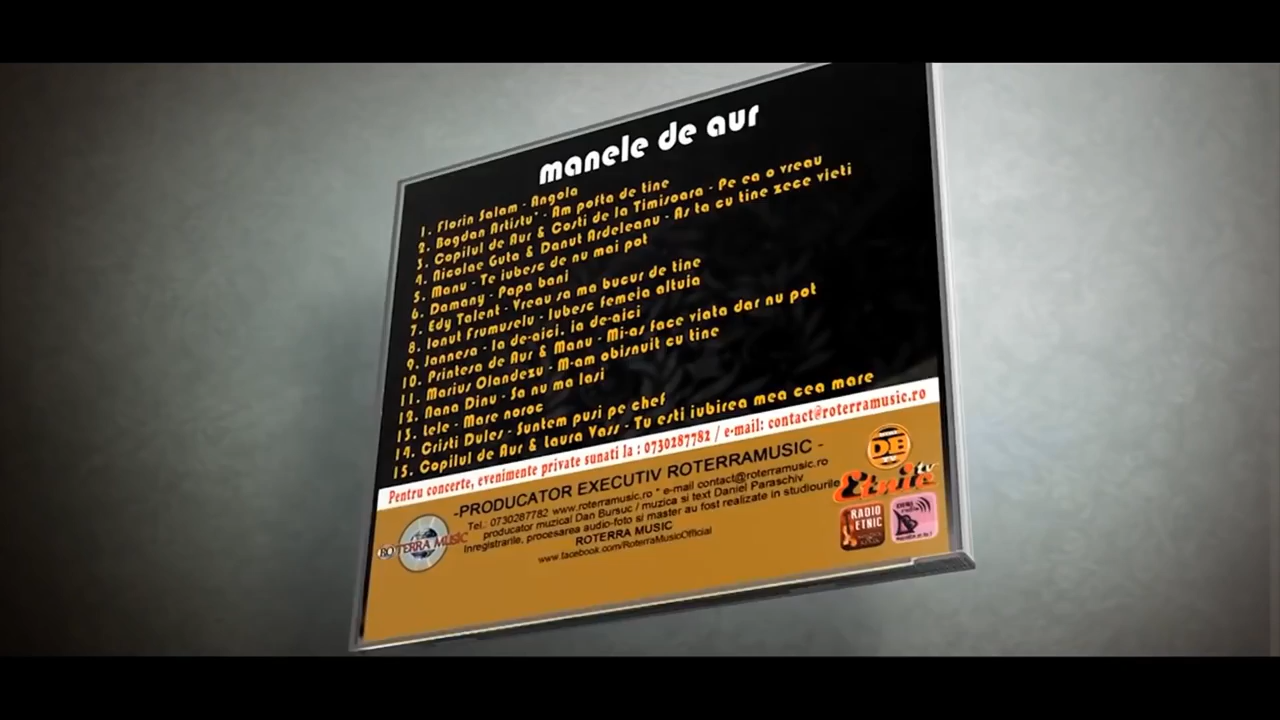 manele de aur
1. Florin Salam - Angola
2. Bogdan Artistu' - Am pofta de tine
3. Copilul de Aur & Costi de la Timisoara - Pe ea o vreau
4. Nicolae Guta & Danut Ardeleanu - As ta cu tine zece vieti
5. Manu - Te iubesc de nu mai pot
6. Damany - Papa bani
7. Edy Talent - Vreau sa ma bucur de tine
8. Ionut Frumuselu - Iubesc femeia altuia
9. Jannesa - Ia de-aici, ia de-aici
10. Printesa de Aur & Manu - Mi-as face viata dar nu pot
11. Marius Olandezu - M-am obisnuit cu tine
12. Nana Dinu - Sa nu ma lasi
13. Lele - Mare noroc
14. Cristi Dules - Suntem pusi pe chef
15. Copilul de Aur & Laura Vass - Tu esti iubirea mea cea mare
Pentru concerte, evenimente private sunati la : 0730287782 / e-mail: contact@roterramusic.ro
-PRODUCATOR EXECUTIV ROTERRAMUSIC -
Tel.: 0730287782 www.roterramusic.ro * e-mail contact@roterramusic.ro
producator muzical Dan Bursuc / muzica si text Daniel Paraschiv
Inregistrarile, procesarea audio-foto si master au fost realizate in studiourile
ROTERRA MUSIC
www.facebook.com/RoterraMusicOfficial
RO TERRA MUSIC
DB
Etnic tv
RADIO
ETNIC